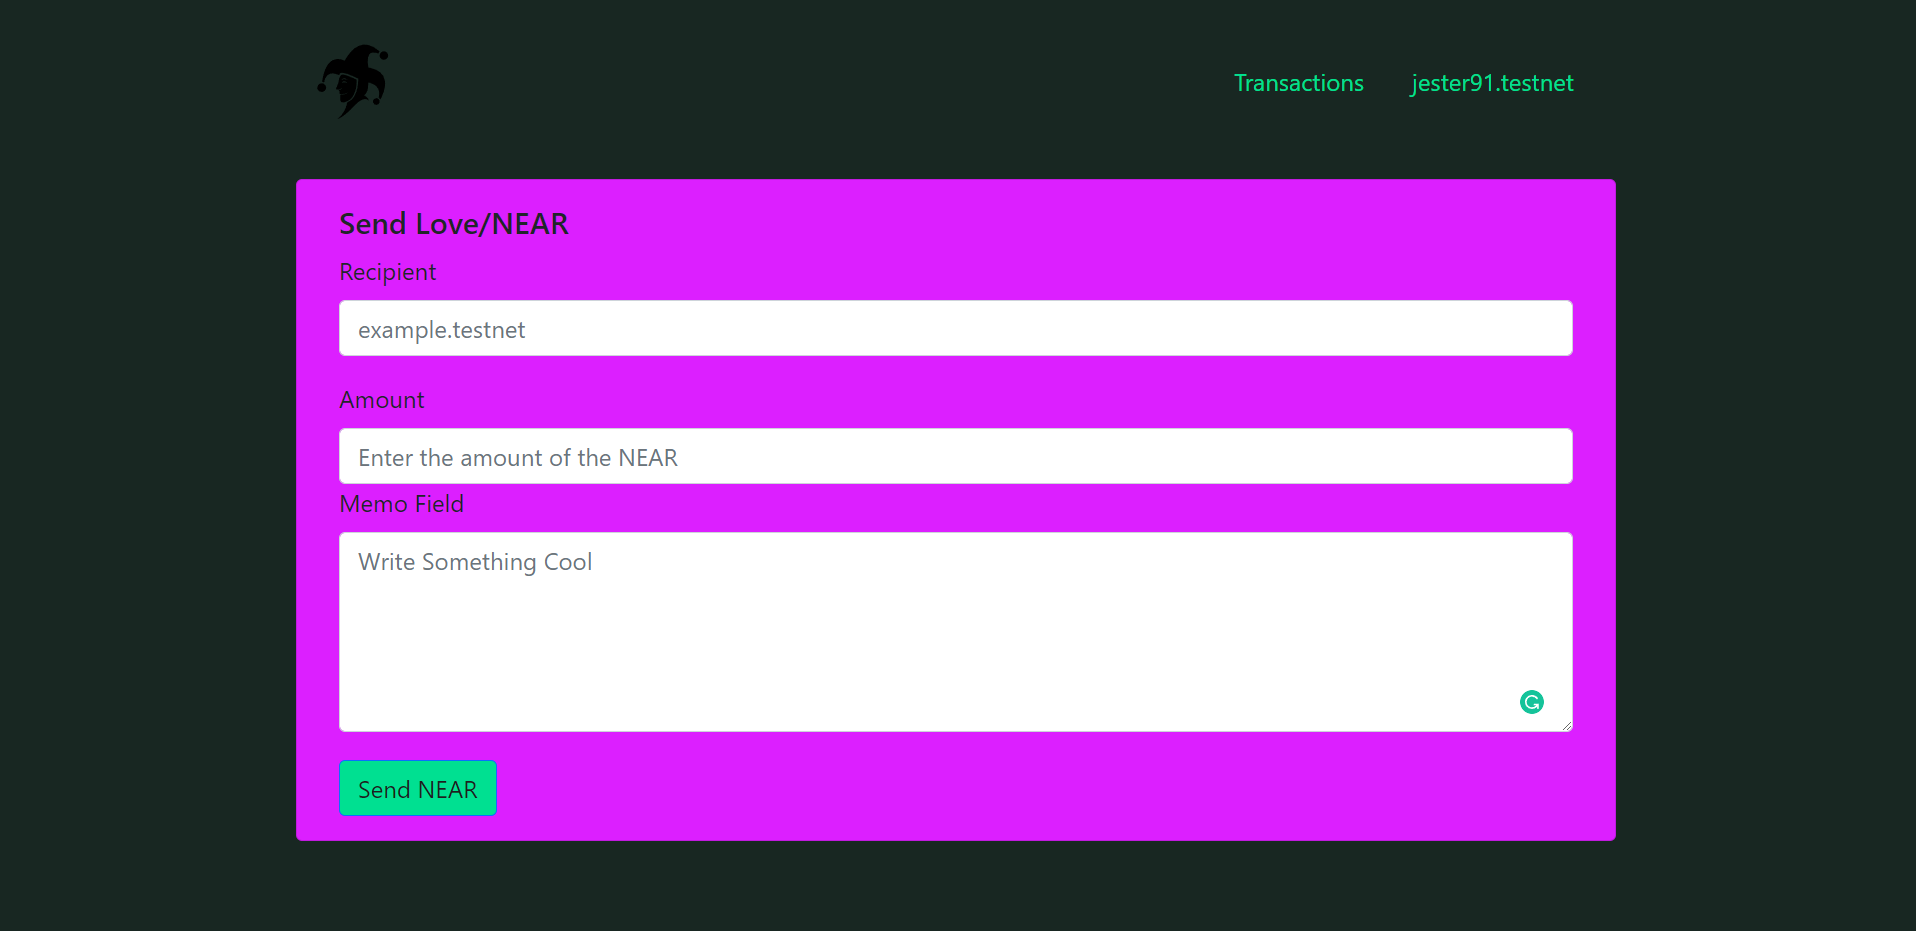 Transactions jester91.testnet
Send Love/NEAR
Recipient
example.testnet
Amount
Enter the amount of the NEAR
Memo Field
Write Something Cool
Send NEAR